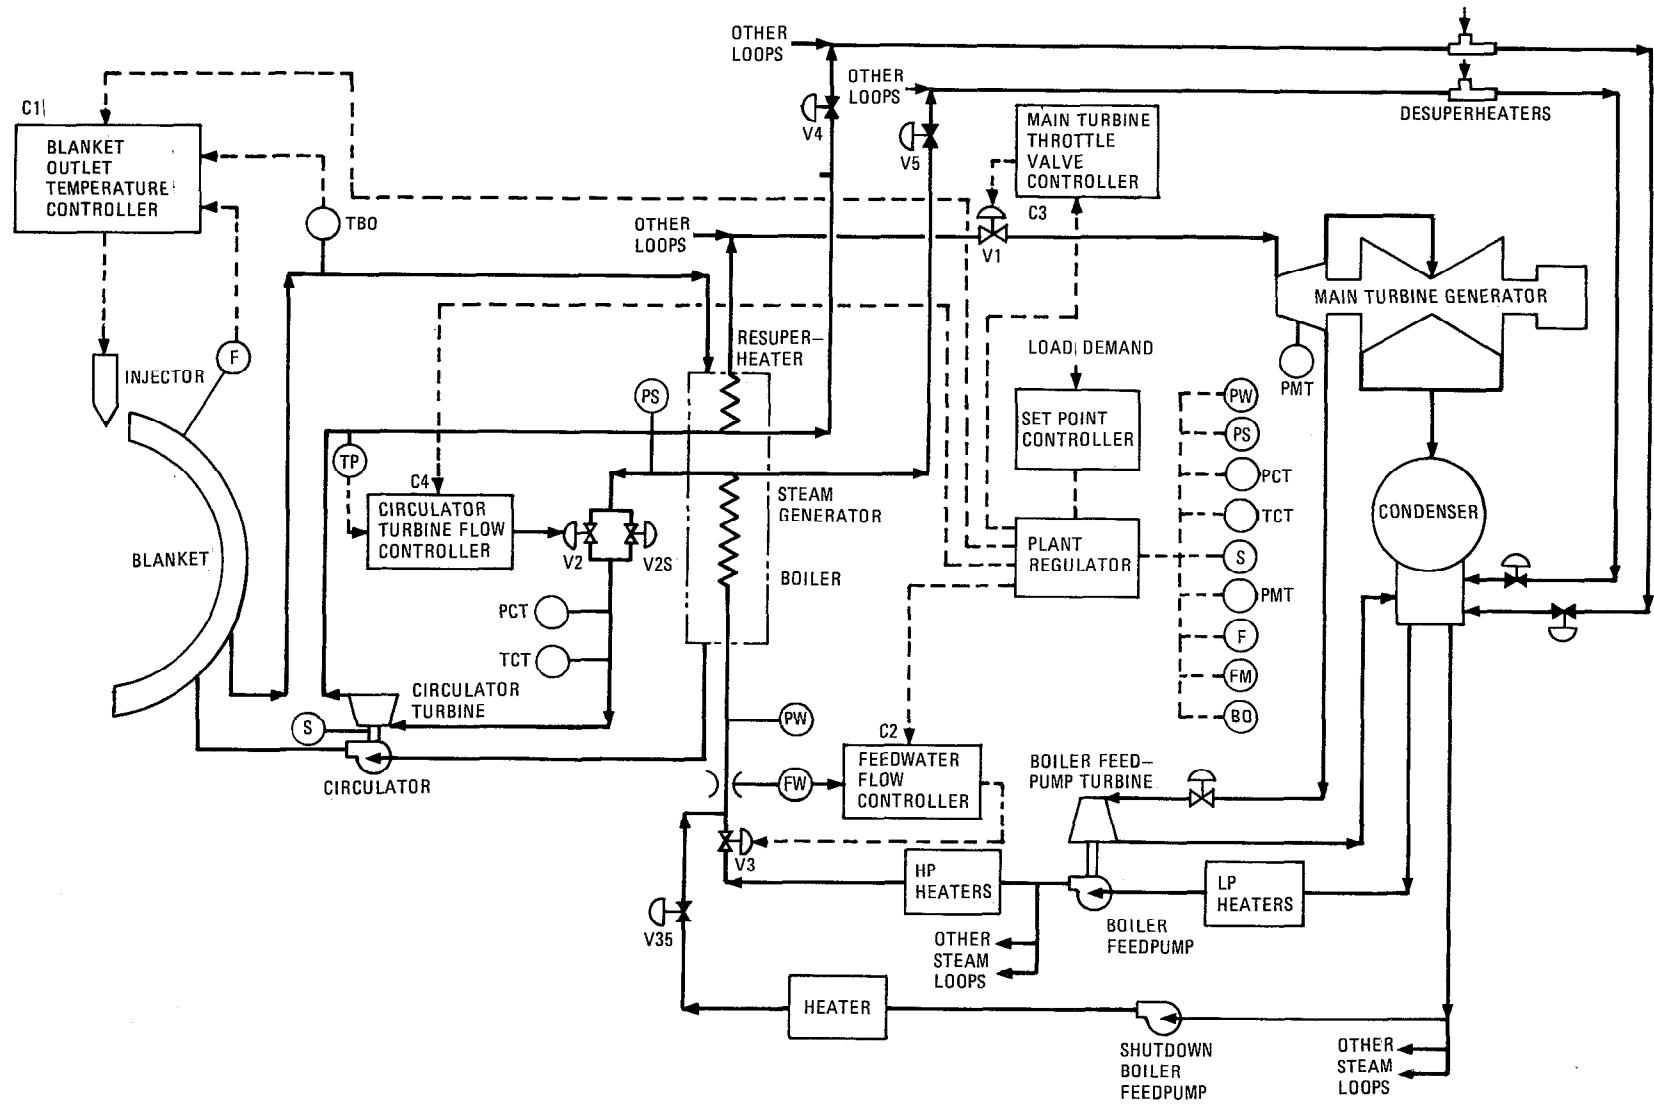 OTHER
LOOPS
OTHER
LOOPS
V4
V5
DESUPERHEATERS
C1
BLANKET
OUTLET
TEMPERATURE
CONTROLLER
TBO
MAIN TURBINE
THROTTLE
VALVE
CONTROLLER
C3
OTHER
LOOPS
V1
MAIN TURBINE GENERATOR
PMT
INJECTOR
F
RESUPER-
HEATER
LOAD DEMAND
SET POINT
CONTROLLER
PS
TP
C4
CIRCULATOR
TURBINE FLOW
CONTROLLER
V2
V2S
STEAM
GENERATOR
BOILER
BLANKET
PCT
TCT
PLANT
REGULATOR
PW
PS
PCT
TCT
S
PMT
F
FM
BO
CONDENSER
CIRCULATOR
TURBINE
S
CIRCULATOR
PW
FW
C2
FEEDWATER
FLOW
CONTROLLER
BOILER FEED-
PUMP TURBINE
V3
HP
HEATERS
LP
HEATERS
BOILER
FEEDPUMP
OTHER
STEAM
LOOPS
V35
HEATER
SHUTDOWN
BOILER
FEEDPUMP
OTHER
STEAM
LOOPS